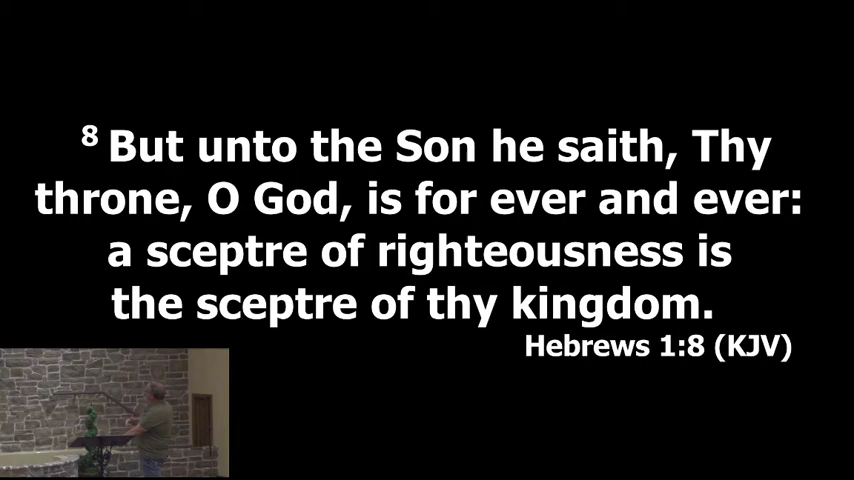 8 But unto the Son he saith, Thy
throne, O God, is for ever and ever:
a sceptre of righteousness is
the sceptre of thy kingdom.
Hebrews 1:8 (KJV)